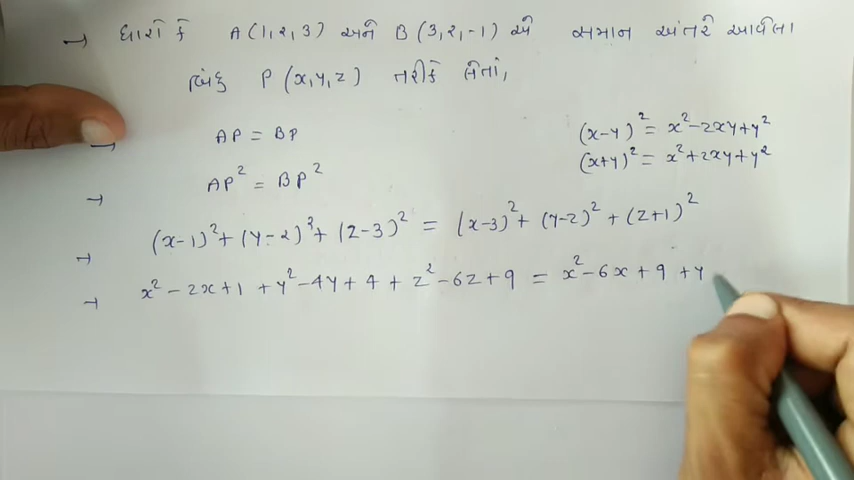 → ધારો કે A(1,2,3) અને B(3,2,-1) થી સમાન અંતરે આવેલા
બિંદુ P(x,y,z) તરીકે લેતાં,
→ AP = BP
(x-y)² = x²-2xy+y²
(x+y)² = x²+2xy+y²
→ AP² = BP²
→ (x-1)²+(y-2)²+(z-3)² = (x-3)²+(y-2)²+(z+1)²
→ x²-2x+1+y²-4y+4+z²-6z+9 = x²-6x+9+y